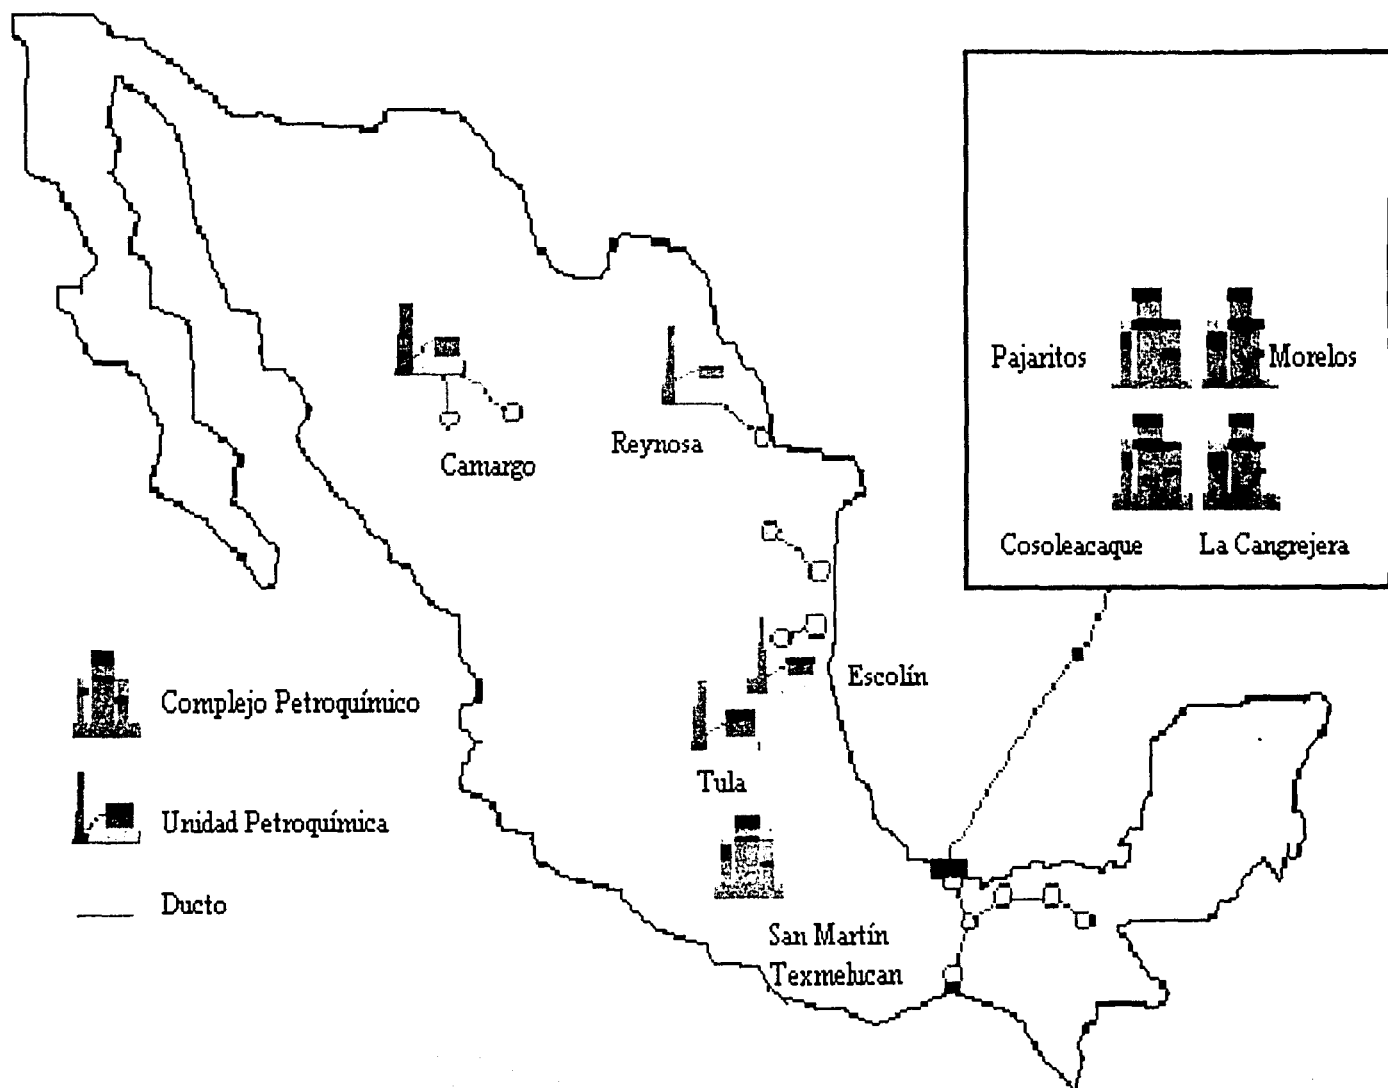 Pajaritos
Morelos
Cosoleacaque
La Cangrejera
Camargo
Reynosa
Escolín
Tula
San Martín
Texmelucan
Complejo Petroquímico
Unidad Petroquímica
Ducto